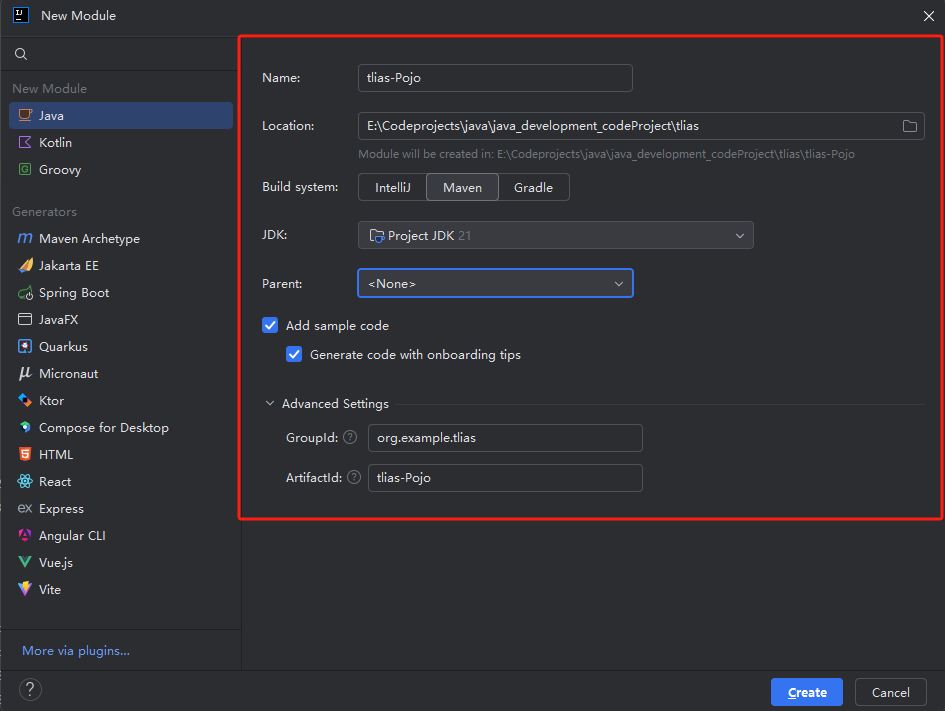 New Module
New Module
Java
Kotlin
Groovy
Generators
Maven Archetype
Jakarta EE
Spring Boot
JavaFX
Quarkus
Micronaut
Ktor
Compose for Desktop
HTML
React
ex Express
Angular CLI
Vue.js
Vite
More via plugins...
Name: tlias-Pojo
Location: E:\Codeprojects\java\java_development_codeProject\tlias
Module will be created in: E:\Codeprojects\java\java_development_codeProject\tlias\tlias-Pojo
Build system: IntelliJ Maven Gradle
JDK: Project JDK 21
Parent: <None>
Add sample code
Generate code with onboarding tips
Advanced Settings
GroupId: ? org.example.tlias
ArtifactId: ? tlias-Pojo
? Create Cancel